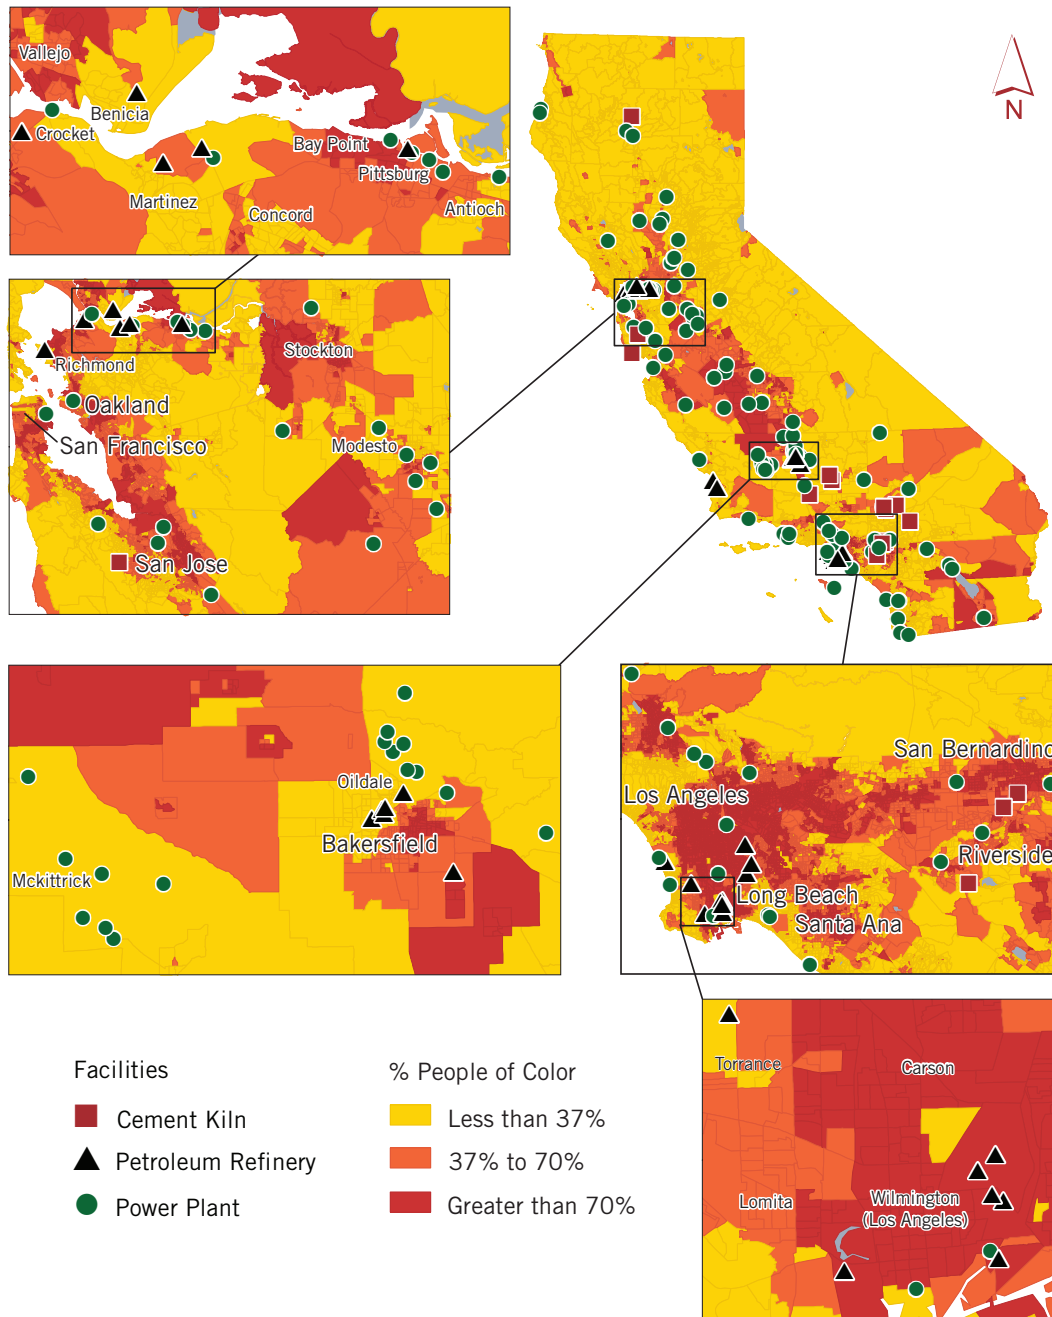 Vallejo
Benicia
Crocket
Bay Point
Pittsburg
Martinez
Concord
Antioch
N
Richmond
Stockton
Oakland
San Francisco
Modesto
San Jose
Oildale
Bakersfield
Mckittrick
San Bernardino
Los Angeles
Riverside
Long Beach
Santa Ana
Torrance
Carson
Lomita
Wilmington
(Los Angeles)
Facilities
Cement Kiln
Petroleum Refinery
Power Plant
% People of Color
Less than 37%
37% to 70%
Greater than 70%